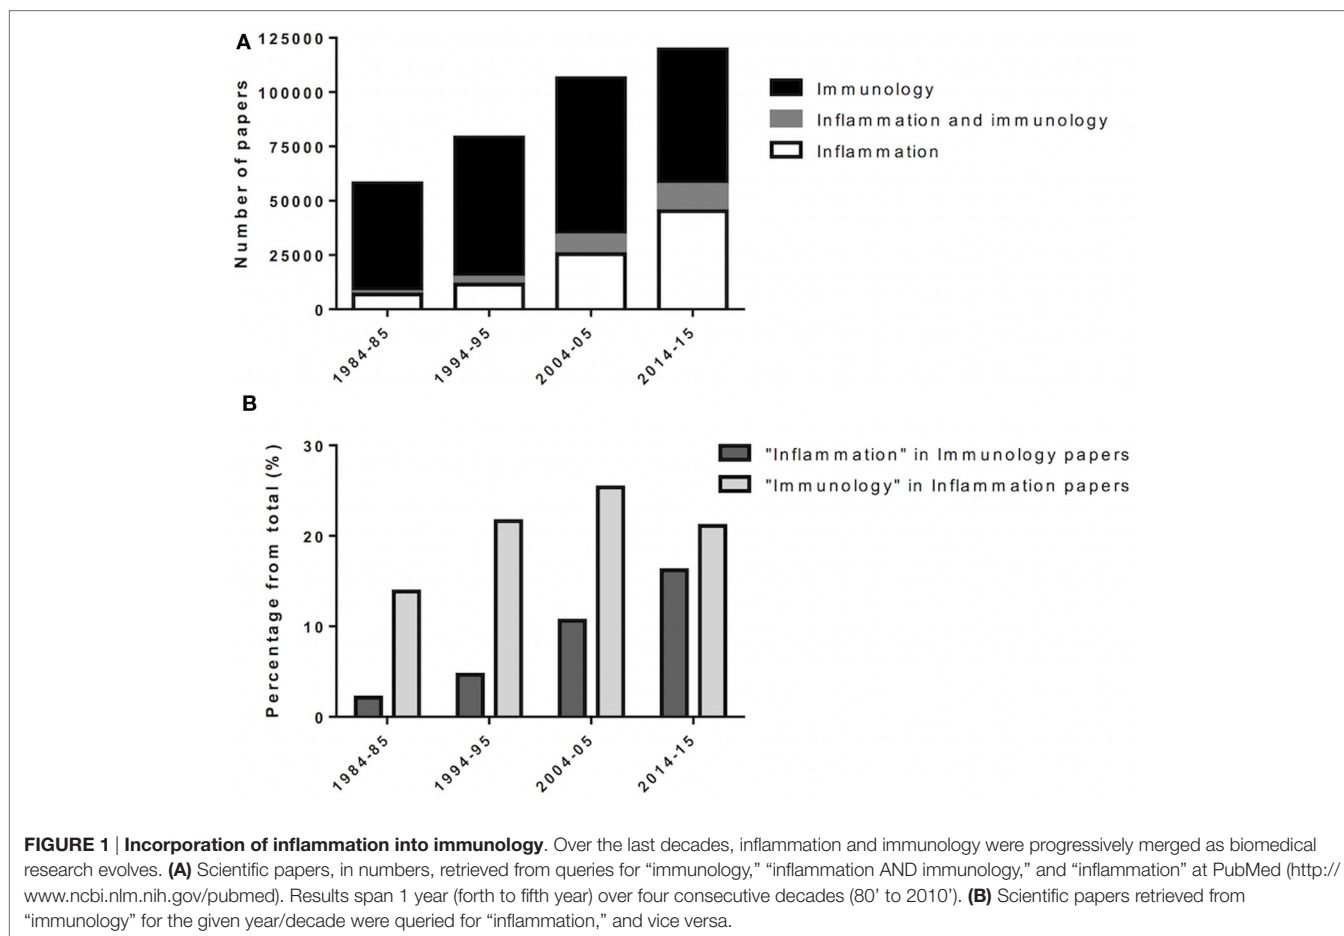 A
125000
100000
75000
50000
25000
0
Number of papers
1984-85
1994-95
2004-05
2014-15
Immunology
Inflammation and immunology
Inflammation
B
30
20
10
0
Percentage from total (%)
1984-85
1994-95
2004-05
2014-15
"Inflammation" in Immunology papers
"Immunology" in Inflammation papers
FIGURE 1 | Incorporation of inflammation into immunology. Over the last decades, inflammation and immunology were progressively merged as biomedical
research evolves. (A) Scientific papers, in numbers, retrieved from queries for “immunology,” “inflammation AND immunology,” and “inflammation” at PubMed (http://
www.ncbi.nlm.nih.gov/pubmed). Results span 1 year (forth to fifth year) over four consecutive decades (80’ to 2010’). (B) Scientific papers retrieved from
“immunology” for the given year/decade were queried for “inflammation,” and vice versa.